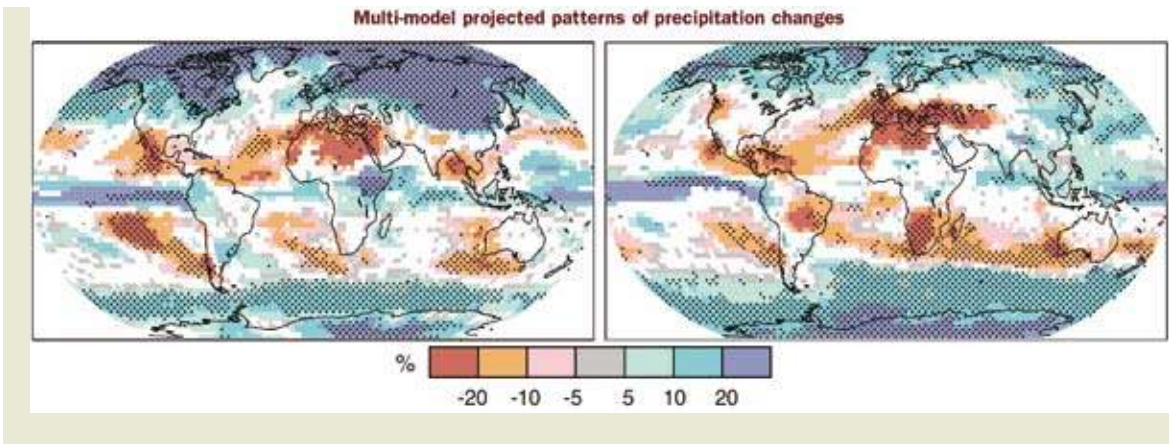 Multi-model projected patterns of precipitation changes
%
-20 -10 -5 5 10 20